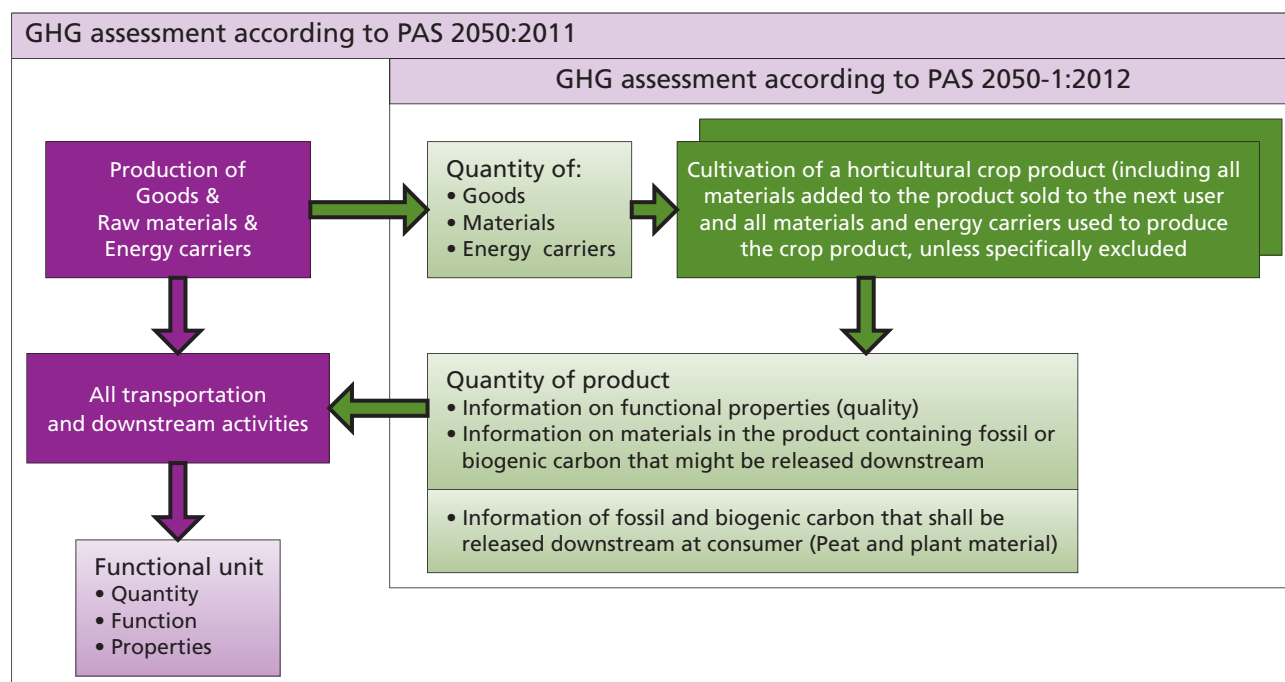 GHG assessment according to PAS 2050:2011
GHG assessment according to PAS 2050-1:2012
Production of
Goods &
Raw materials &
Energy carriers
Quantity of:
• Goods
• Materials
• Energy carriers
Cultivation of a horticultural crop product (including all
materials added to the product sold to the next user
and all materials and energy carriers used to produce
the crop product, unless specifically excluded
All transportation
and downstream activities
Quantity of product
• Information on functional properties (quality)
• Information on materials in the product containing fossil or
biogenic carbon that might be released downstream
• Information of fossil and biogenic carbon that shall be
released downstream at consumer (Peat and plant material)
Functional unit
• Quantity
• Function
• Properties